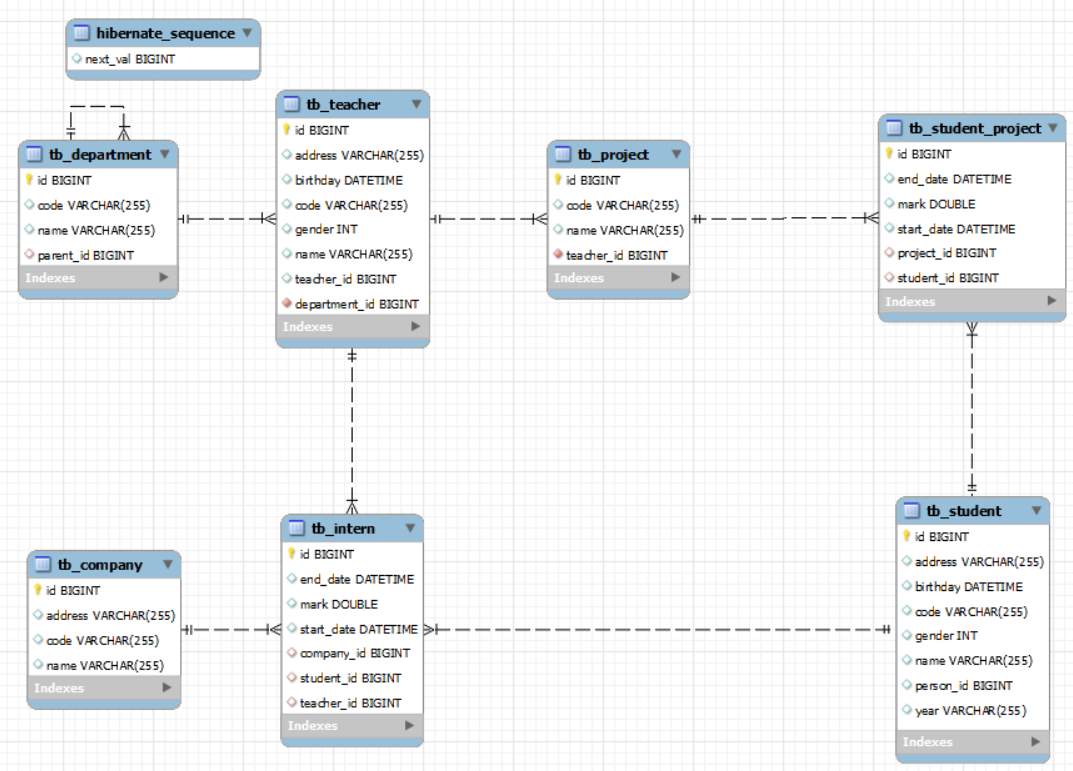 hibernate_sequence
next_val BIGINT
tb_department
id BIGINT
code VARCHAR(255)
name VARCHAR(255)
parent_id BIGINT
Indexes
tb_teacher
id BIGINT
address VARCHAR(255)
birthday DATETIME
code VARCHAR(255)
gender INT
name VARCHAR(255)
teacher_id BIGINT
department_id BIGINT
Indexes
tb_project
id BIGINT
code VARCHAR(255)
name VARCHAR(255)
teacher_id BIGINT
Indexes
tb_student_project
id BIGINT
end_date DATETIME
mark DOUBLE
start_date DATETIME
project_id BIGINT
student_id BIGINT
Indexes
tb_company
id BIGINT
address VARCHAR(255)
code VARCHAR(255)
name VARCHAR(255)
Indexes
tb_intern
id BIGINT
end_date DATETIME
mark DOUBLE
start_date DATETIME
company_id BIGINT
student_id BIGINT
teacher_id BIGINT
Indexes
tb_student
id BIGINT
address VARCHAR(255)
birthday DATETIME
code VARCHAR(255)
gender INT
name VARCHAR(255)
person_id BIGINT
year VARCHAR(255)
Indexes